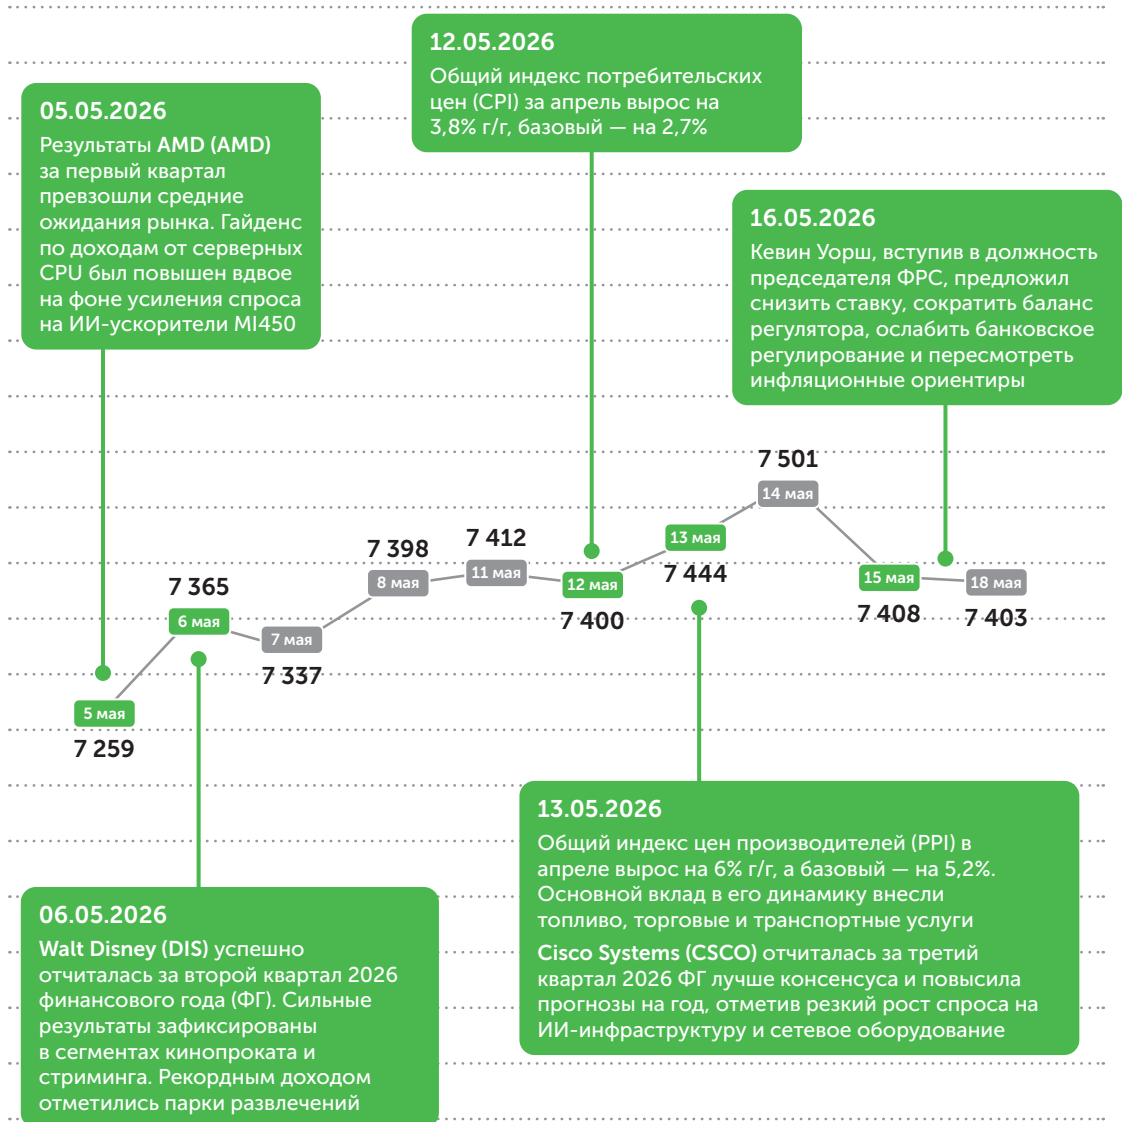 12.05.2026
Общий индекс потребительских
цен (CPI) за апрель вырос на
3,8% г/г, базовый — на 2,7%
05.05.2026
Результаты AMD (AMD)
за первый квартал
превзошли средние
ожидания рынка. Гайденс
по доходам от серверных
CPU был повышен вдвое
на фоне усиления спроса
на ИИ-ускорители MI450
16.05.2026
Кевин Уорш, вступив в должность
председателя ФРС, предложил
снизить ставку, сократить баланс
регулятора, ослабить банковское
регулирование и пересмотреть
инфляционные ориентиры
5 мая
7 259
7 365
6 мая
7 мая
7 337
7 398
8 мая
7 412
11 мая
12 мая
7 400
13 мая
7 444
7 501
14 мая
15 мая
7 408
18 мая
7 403
13.05.2026
Общий индекс цен производителей (PPI) в
апреле вырос на 6% г/г, а базовый — на 5,2%.
Основной вклад в его динамику внесли
топливо, торговые и транспортные услуги
Cisco Systems (CSCO) отчиталась за третий
квартал 2026 ФГ лучше консенсуса и повысила
прогнозы на год, отметив резкий рост спроса на
ИИ-инфраструктуру и сетевое оборудование
06.05.2026
Walt Disney (DIS) успешно
отчиталась за второй квартал 2026
финансового года (ФГ). Сильные
результаты зафиксированы
в сегментах кинопроката и
стриминга. Рекордным доходом
отметились парки развлечений